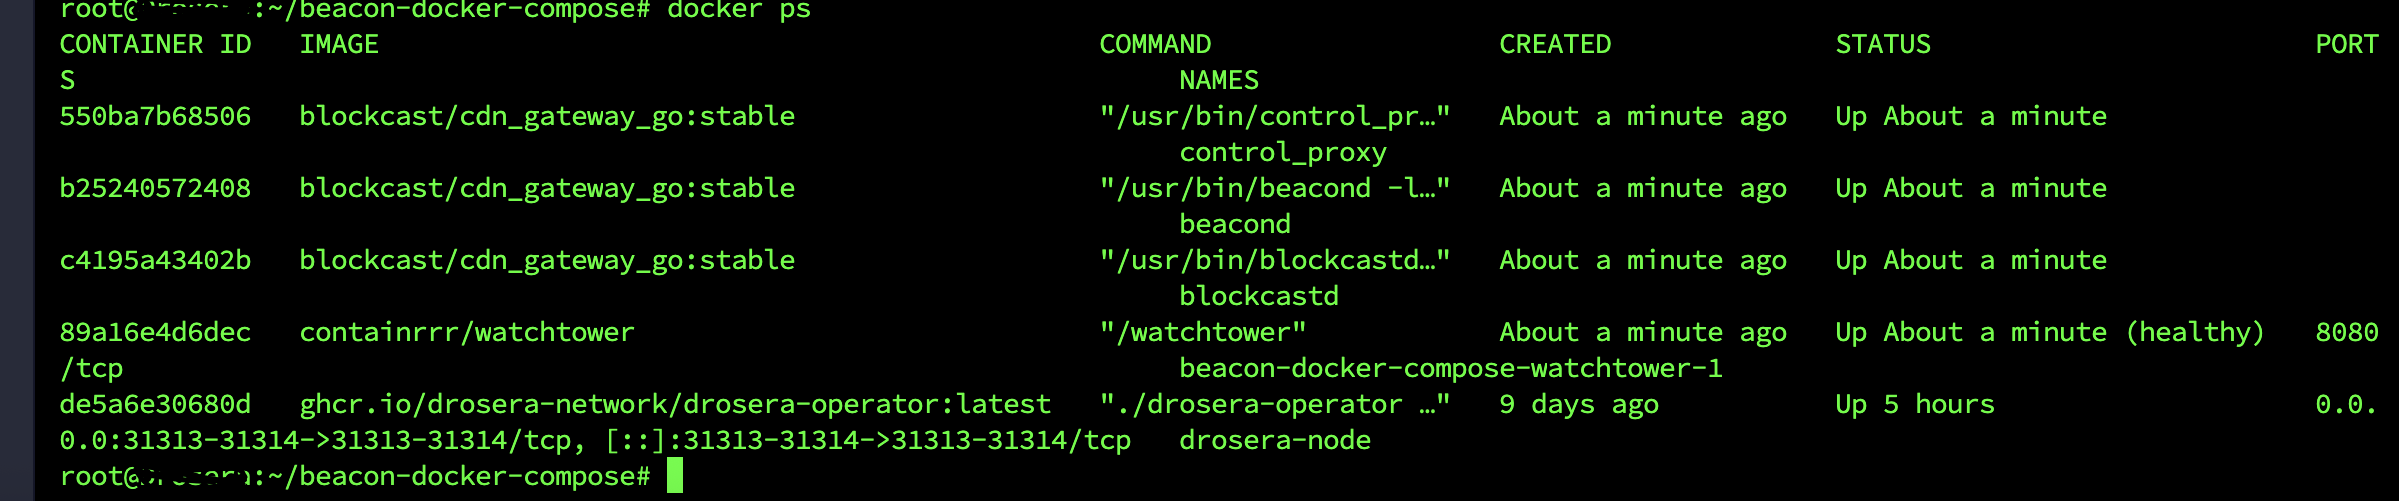 root@ :~/beacon-docker-compose# docker ps
CONTAINER ID   IMAGE                                             COMMAND                  CREATED              STATUS                        PORT
S                                                                     NAMES
550ba7b68506   blockcast/cdn_gateway_go:stable                   "/usr/bin/control_pr…"   About a minute ago   Up About a minute
                                                                      control_proxy
b25240572408   blockcast/cdn_gateway_go:stable                   "/usr/bin/beacond -l…"   About a minute ago   Up About a minute
                                                                      beacond
c4195a43402b   blockcast/cdn_gateway_go:stable                   "/usr/bin/blockcastd…"   About a minute ago   Up About a minute
                                                                      blockcastd
89a16e4d6dec   containrrr/watchtower                             "/watchtower"            About a minute ago   Up About a minute (healthy)   8080
/tcp                                                                  beacon-docker-compose-watchtower-1
de5a6e30680d   ghcr.io/drosera-network/drosera-operator:latest   "./drosera-operator …"   9 days ago           Up 5 hours                    0.0.
0.0:31313-31314->31313-31314/tcp, [::]:31313-31314->31313-31314/tcp   drosera-node
root@ :~/beacon-docker-compose#